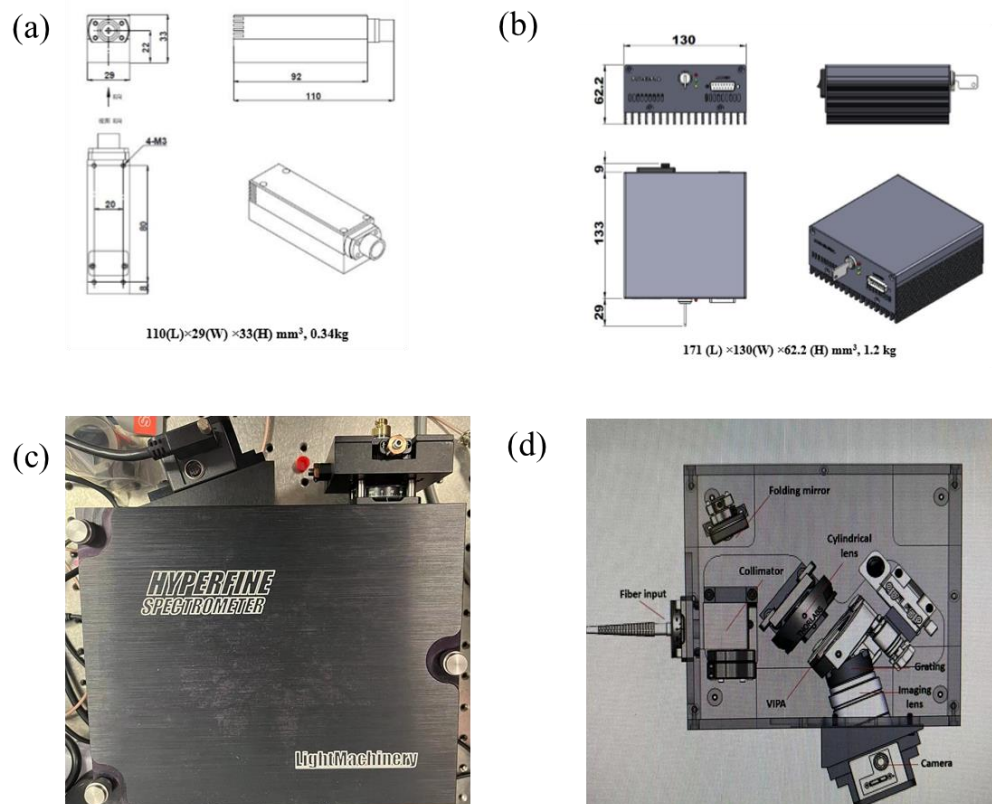 (a)
33
22
29
92
110
4-M3
20
80
8
110(L)×29(W) ×33(H) mm³, 0.34kg
(b)
130
62.2
9
133
29
171 (L) ×130(W) ×62.2 (H) mm³, 1.2 kg
(c)
HYPERFINE
SPECTROMETER
LightMachinery
(d)
Folding mirror
Cylindrical
lens
Collimator
Fiber input
Grating
VIPA
Imaging
lens
Camera